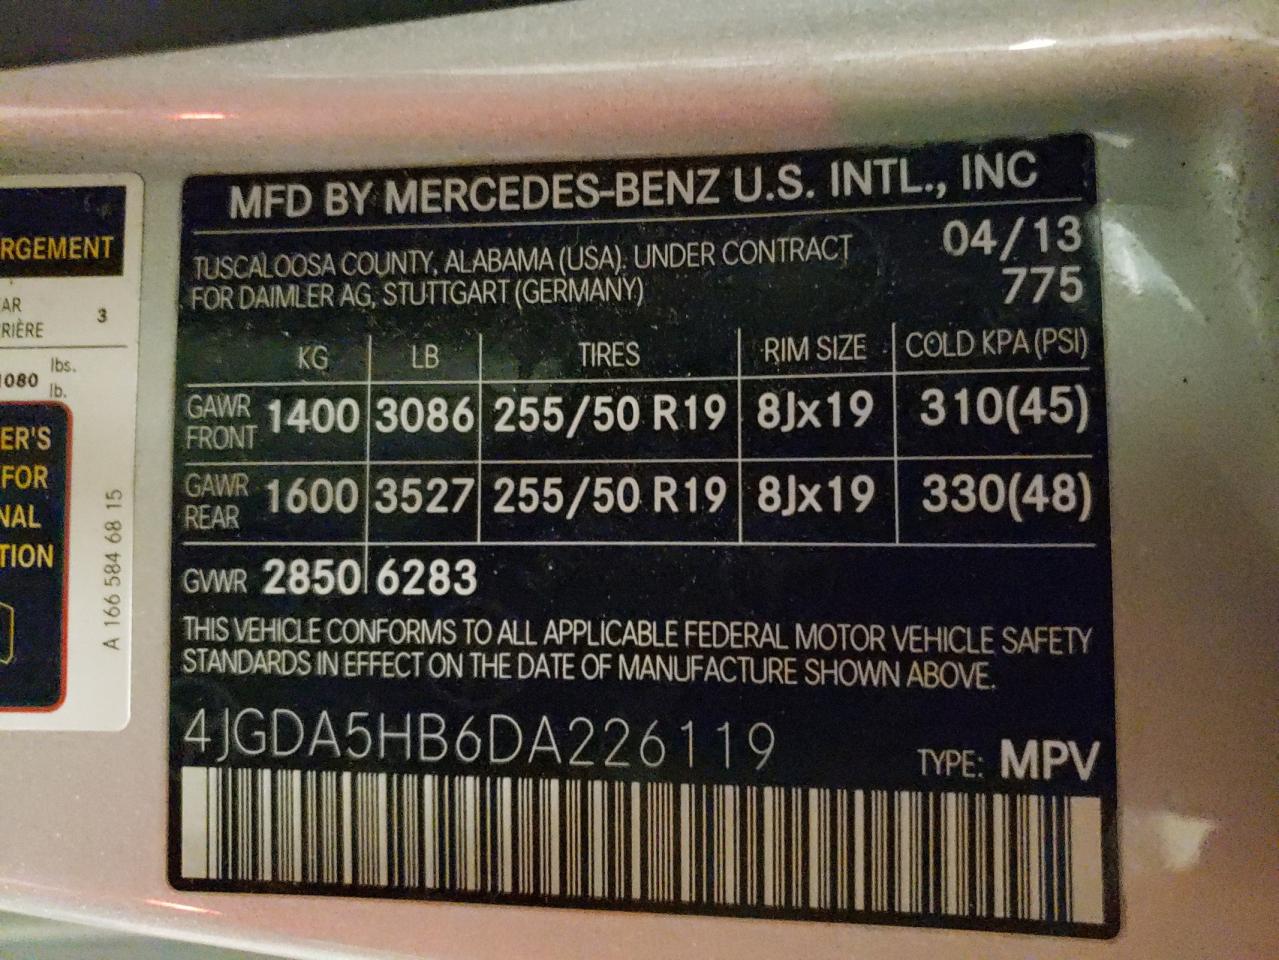 RGEMENT
AR
RIÈRE 3
lbs.
1080
lb.
ER'S
FOR
NAL
TION
A 166 584 68 15
MFD BY MERCEDES-BENZ U.S. INTL., INC
TUSCALOOSA COUNTY, ALABAMA (USA). UNDER CONTRACT 04/13
FOR DAIMLER AG, STUTTGART (GERMANY) 775
KG LB TIRES RIM SIZE COLD KPA (PSI)
GAWR FRONT 1400 3086 255/50 R19 8Jx19 310(45)
GAWR REAR 1600 3527 255/50 R19 8Jx19 330(48)
GVWR 2850 6283
THIS VEHICLE CONFORMS TO ALL APPLICABLE FEDERAL MOTOR VEHICLE SAFETY
STANDARDS IN EFFECT ON THE DATE OF MANUFACTURE SHOWN ABOVE.
4JGDA5HB6DA226119 TYPE: MPV